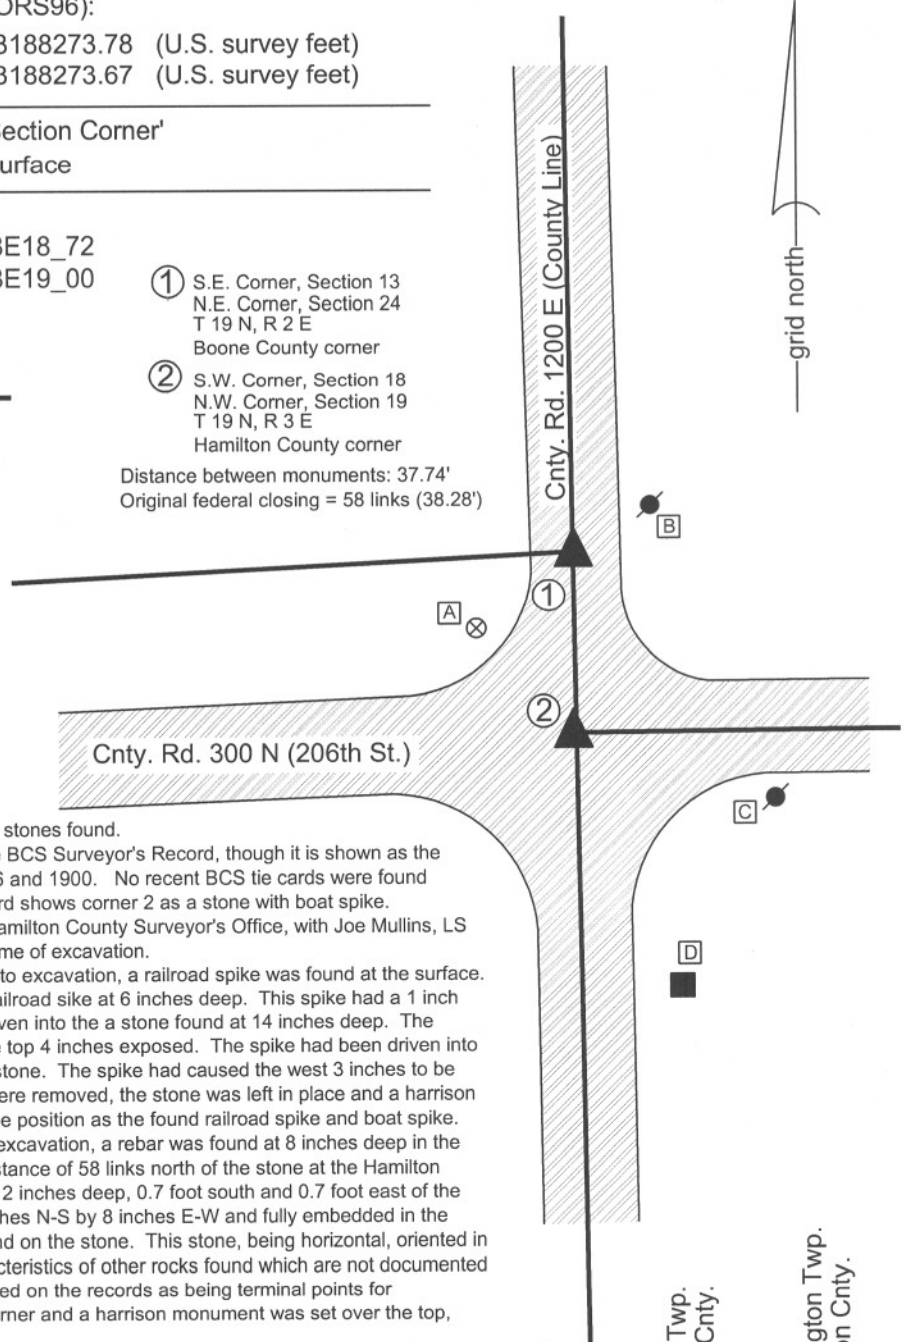 ORS96):
3188273.78 (U.S. survey feet)
3188273.67 (U.S. survey feet)
Section Corner'
urface
BE18_72
BE19_00
1 S.E. Corner, Section 13
N.E. Corner, Section 24
T 19 N, R 2 E
Boone County corner
2 S.W. Corner, Section 18
N.W. Corner, Section 19
T 19 N, R 3 E
Hamilton County corner
Distance between monuments: 37.74'
Original federal closing = 58 links (38.28')
Cnty. Rd. 1200 E (County Line)
grid north
B
A
1
2
Cnty. Rd. 300 N (206th St.)
C
D
stones found.
BCS Surveyor's Record, though it is shown as the
6 and 1900. No recent BCS tie cards were found
rd shows corner 2 as a stone with boat spike.
Hamilton County Surveyor's Office, with Joe Mullins, LS
me of excavation.
to excavation, a railroad spike was found at the surface.
ailroad sike at 6 inches deep. This spike had a 1 inch
ven into the a stone found at 14 inches deep. The
e top 4 inches exposed. The spike had been driven into
stone. The spike had caused the west 3 inches to be
ere removed, the stone was left in place and a harrison
e position as the found railroad spike and boat spike.
excavation, a rebar was found at 8 inches deep in the
stance of 58 links north of the stone at the Hamilton
2 inches deep, 0.7 foot south and 0.7 foot east of the
hes N-S by 8 inches E-W and fully embedded in the
nd on the stone. This stone, being horizontal, oriented in
cteristics of other rocks found which are not documented
ed on the records as being terminal points for
rner and a harrison monument was set over the top,
Twp.
Cnty.
gton Twp.
on Cnty.